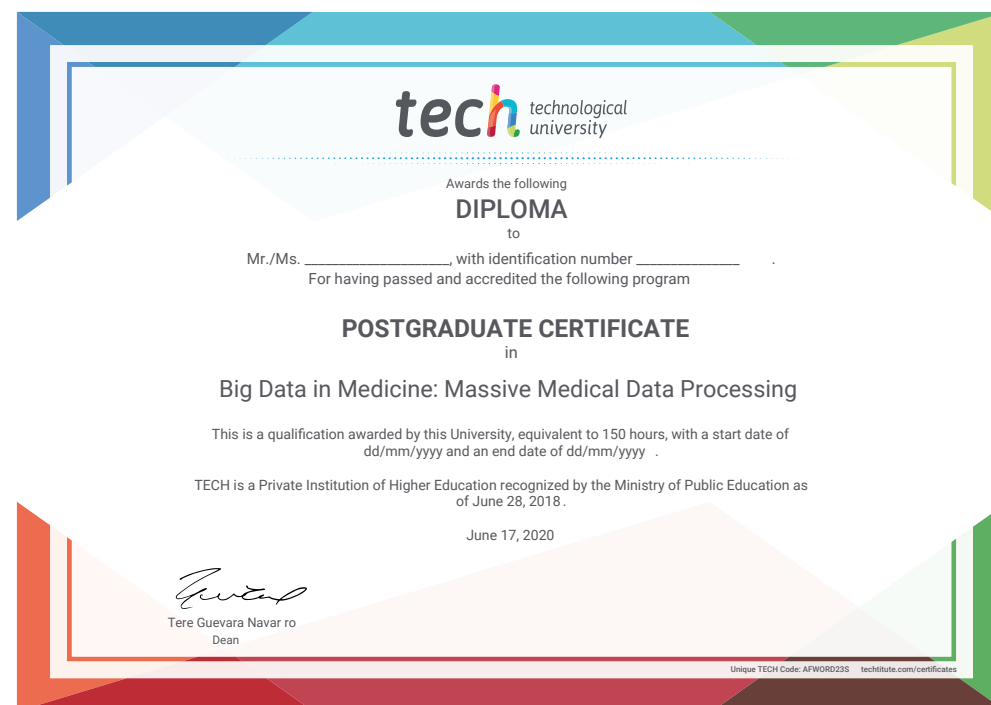 tech technological
university
Awards the following
DIPLOMA
to
Mr./Ms. _____________________, with identification number _______________ .
For having passed and accredited the following program
POSTGRADUATE CERTIFICATE
in
Big Data in Medicine: Massive Medical Data Processing
This is a qualification awarded by this University, equivalent to 150 hours, with a start date of
dd/mm/yyyy and an end date of dd/mm/yyyy .
TECH is a Private Institution of Higher Education recognized by the Ministry of Public Education as
of June 28, 2018.
June 17, 2020
Tere Guevara Navar ro
Dean
Unique TECH Code: AFWORD23S techtitute.com/certificates